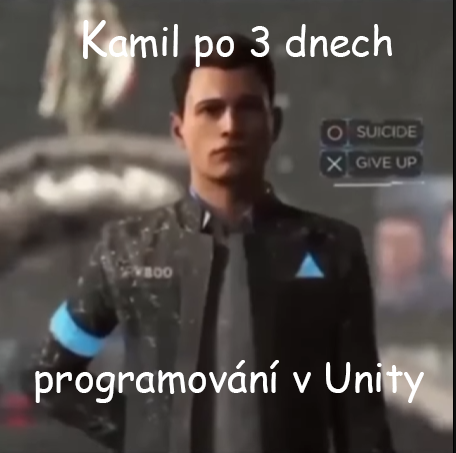 Kamil po 3 dnech
SUICIDE
GIVE UP
programování v Unity